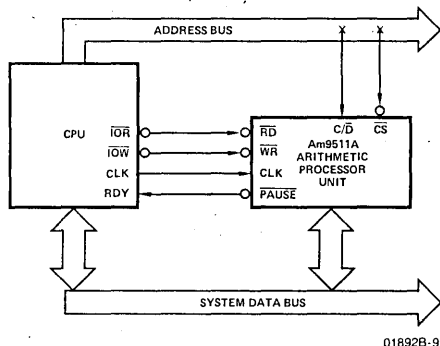 ADDRESS BUS
CPU
IOR
IOW
CLK
RDY
C/D
CS
RD
WR
CLK
PAUSE
Am9511A
ARITHMETIC
PROCESSOR
UNIT
SYSTEM DATA BUS
01892B-9